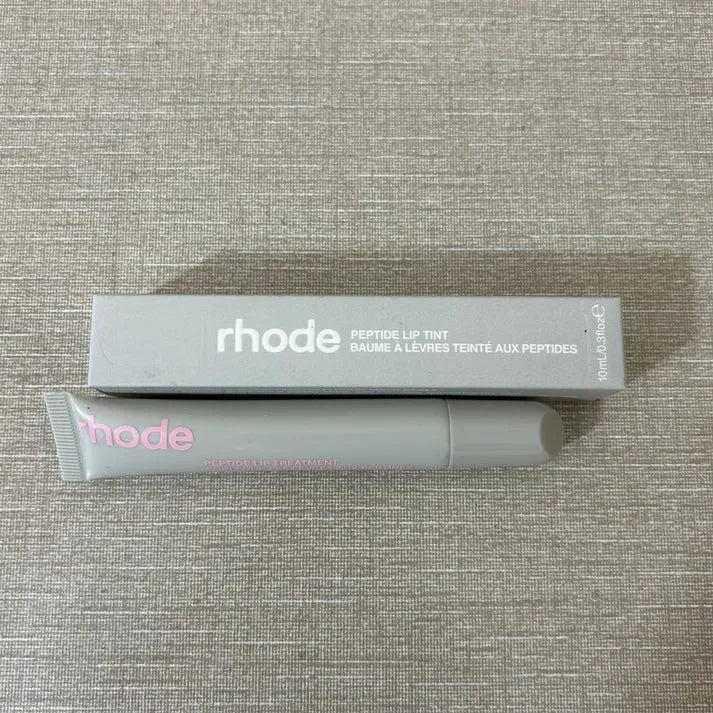 rhode
PEPTIDE LIP TINT
BAUME À LÈVRES TEINTÉ AUX PEPTIDES
10mL/0.3floz℮
rhode
PEPTIDE LIP TREATMENT